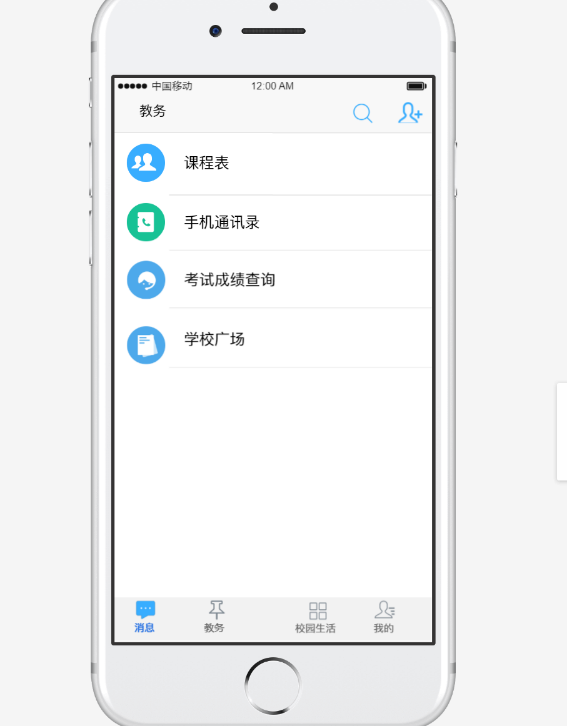 中国移动 12:00 AM
教务
课程表
手机通讯录
考试成绩查询
学校广场
消息 教务 校园生活 我的